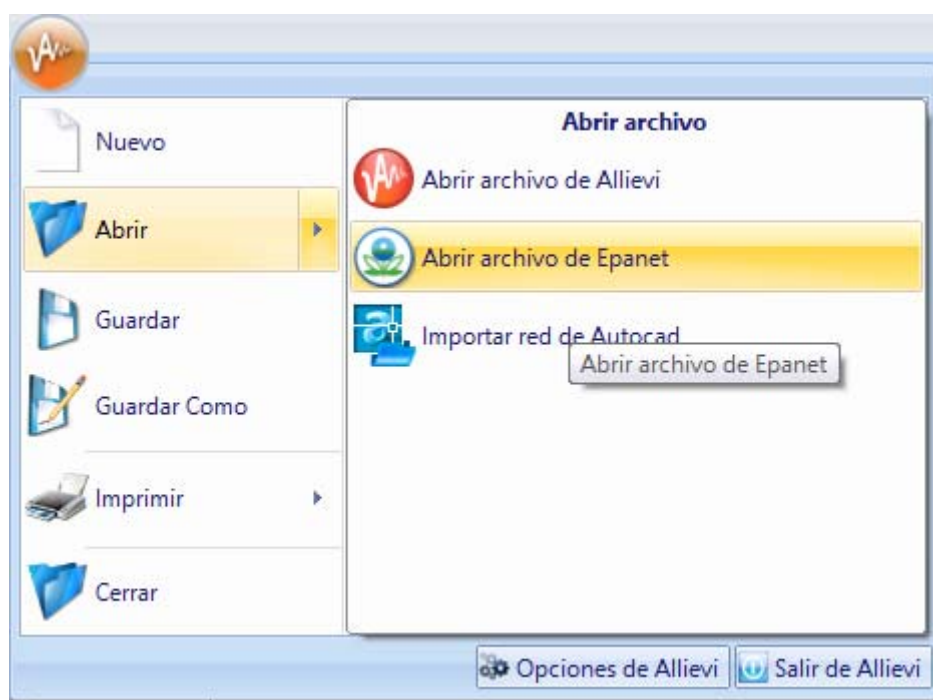 Nuevo
Abrir
Guardar
Guardar Como
Imprimir
Cerrar
Abrir archivo
Abrir archivo de Allievi
Abrir archivo de Epanet
Importar red de Autocad
Abrir archivo de Epanet
Opciones de Allievi
Salir de Allievi